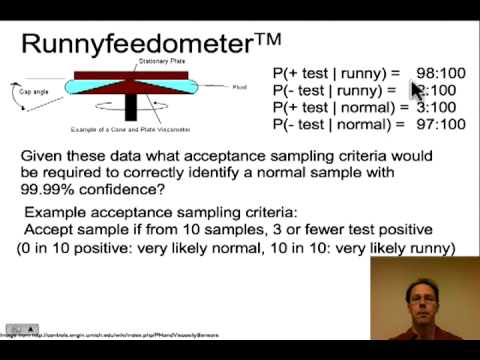 Runnyfeedometer™
Stationary Plate
Gap angle
Fluid
Example of a Cone and Plate Viscometer
P(+ test | runny) = 98:100
P(- test | runny) = 2:100
P(+ test | normal) = 3:100
P(- test | normal) = 97:100
Given these data what acceptance sampling criteria would
be required to correctly identify a normal sample with
99.99% confidence?
Example acceptance sampling criteria:
Accept sample if from 10 samples, 3 or fewer test positive
(0 in 10 positive: very likely normal, 10 in 10: very likely runny)
Image from http://controls.engin.umich.edu/wiki/index.php/PHandViscositySensors